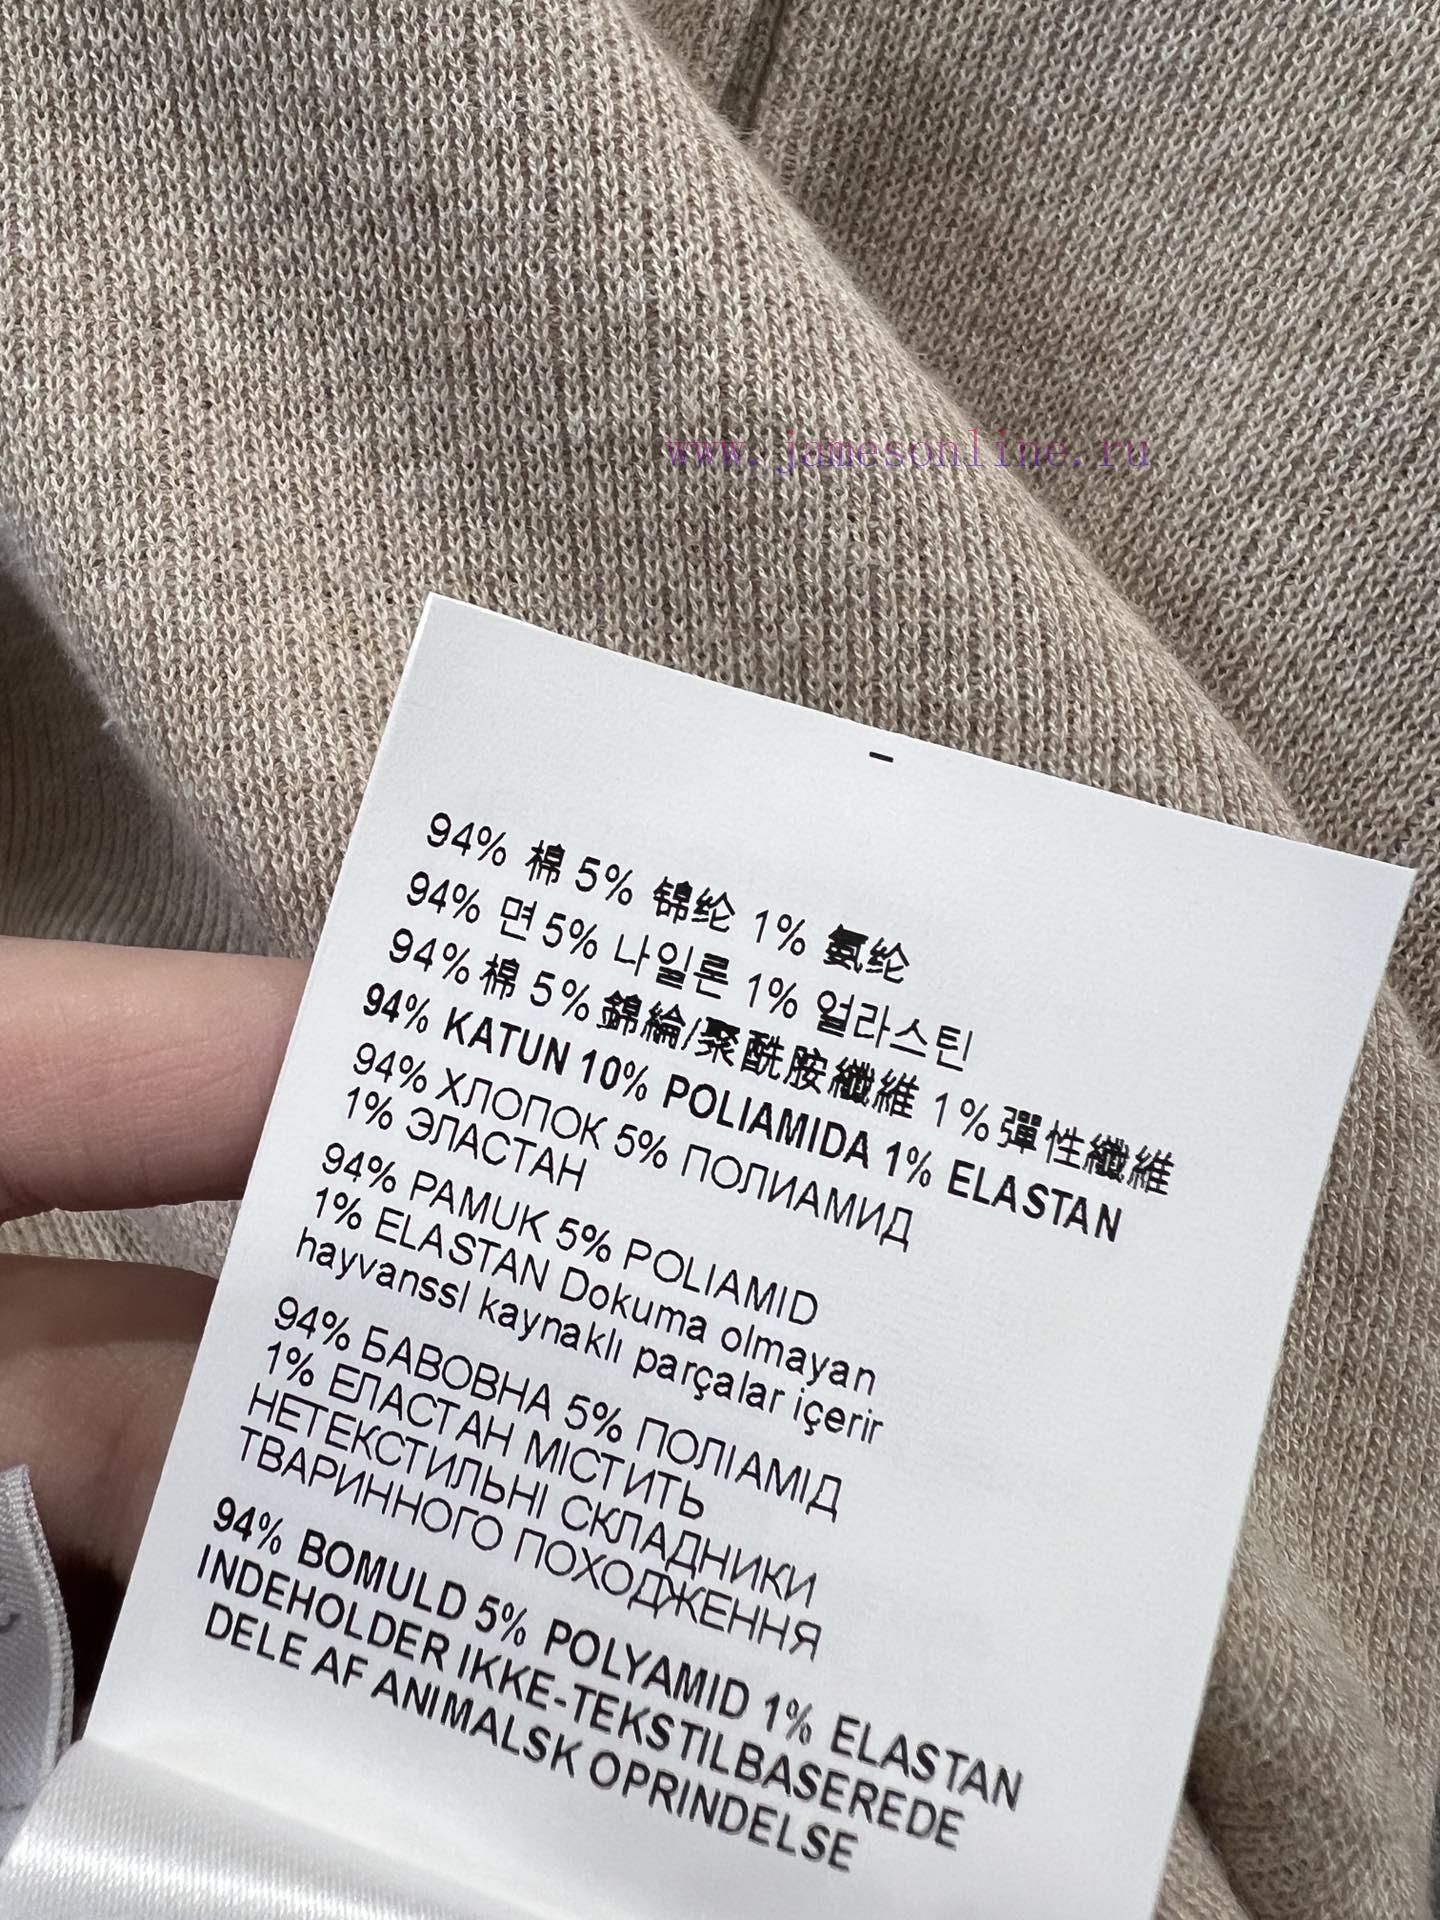 www.jamesonline.ru
-
94% 棉 5% 锦纶 1% 氨纶
94% 면 5% 나일론 1% 얼라스틴
94% 棉 5% 錦綸/聚酰胺纖維 1% 彈性纖維
94% KATUN 10% POLIAMIDA 1% ELASTAN
94% ХЛОПОК 5% ПОЛИАМИД
1% ЭЛАСТАН
94% PAMUK 5% POLIAMID
1% ELASTAN Dokuma olmayan
hayvanssl kaynaklı parçalar içerir
94% БАВОВНА 5% ПОЛІАМІД
1% ЕЛАСТАН МІСТИТЬ
НЕТЕКСТИЛЬНІ СКЛАДНИКИ
ТВАРИННОГО ПОХОДЖЕННЯ
94% BOMULD 5% POLYAMID 1% ELASTAN
INDEHOLDER IKKE-TEKSTILBASEREDE
DELE AF ANIMALSK OPRINDELSE